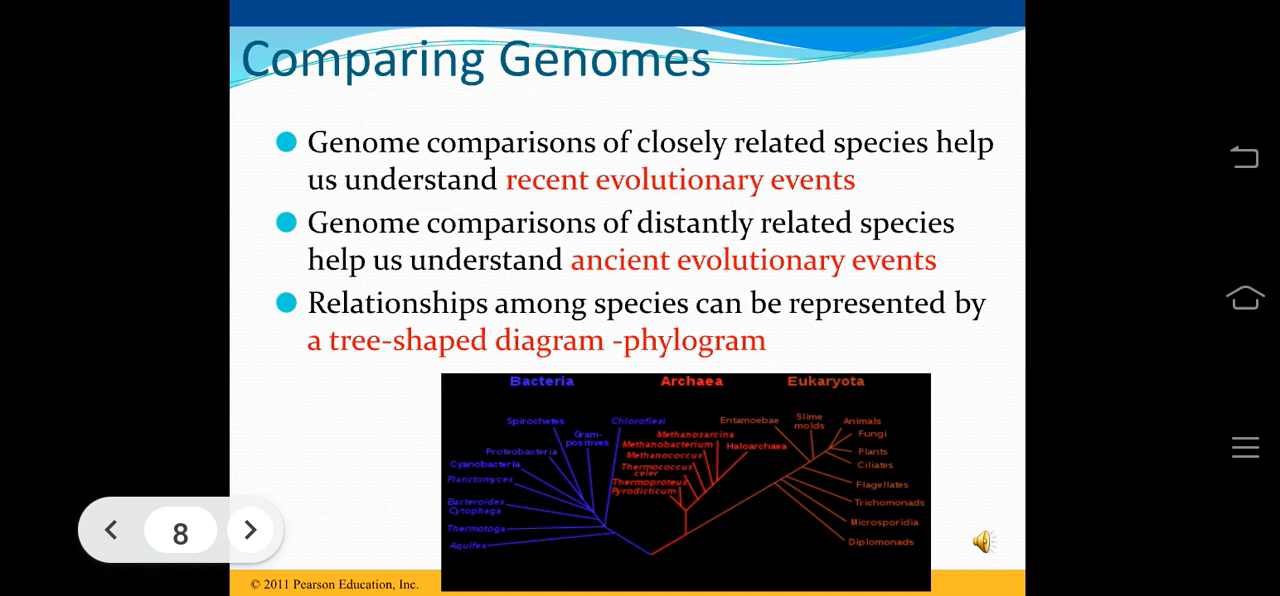 Comparing Genomes
Genome comparisons of closely related species help
us understand recent evolutionary events
Genome comparisons of distantly related species
help us understand ancient evolutionary events
Relationships among species can be represented by
a tree-shaped diagram -phylogram
Bacteria Archaea Eukaryota
Spirochetes
Chloroflexi
Gram-
positives
Proteobacteria
Cyanobacteria
Planctomyces
Bacteroides
Cytophaga
Thermotoga
Aquifex
Methanosarcina
Methanobacterium
Haloarchaea
Methanococcus
Thermococcus
celer
Thermoproteus
Pyrodicticum
Entamoebae
Slime
molds
Animals
Fungi
Plants
Ciliates
Flagellates
Trichomonads
Microsporidia
Diplomonads
8
© 2011 Pearson Education, Inc.